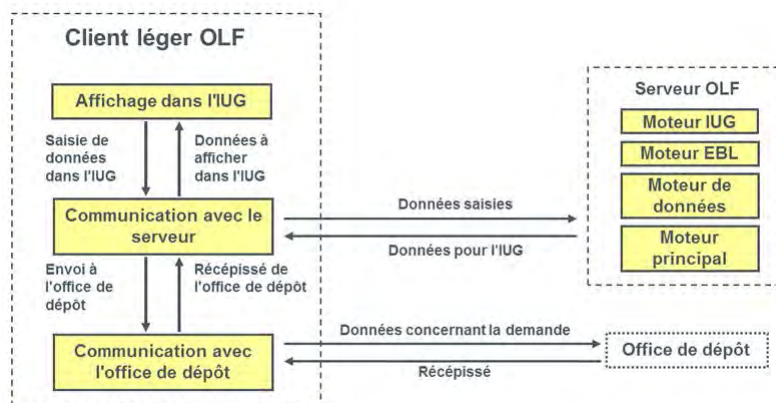 Client léger OLF
Affichage dans l'IUG
Saisie de
données
dans l'IUG
Données à
afficher
dans l'IUG
Communication avec le
serveur
Envoi à
l'office de
dépôt
Récépissé de
l'office de dépôt
Communication avec
l'office de dépôt
Données saisies
Données pour l'IUG
Données concernant la demande
Récépissé
Serveur OLF
Moteur IUG
Moteur EBL
Moteur de
données
Moteur
principal
Office de dépôt